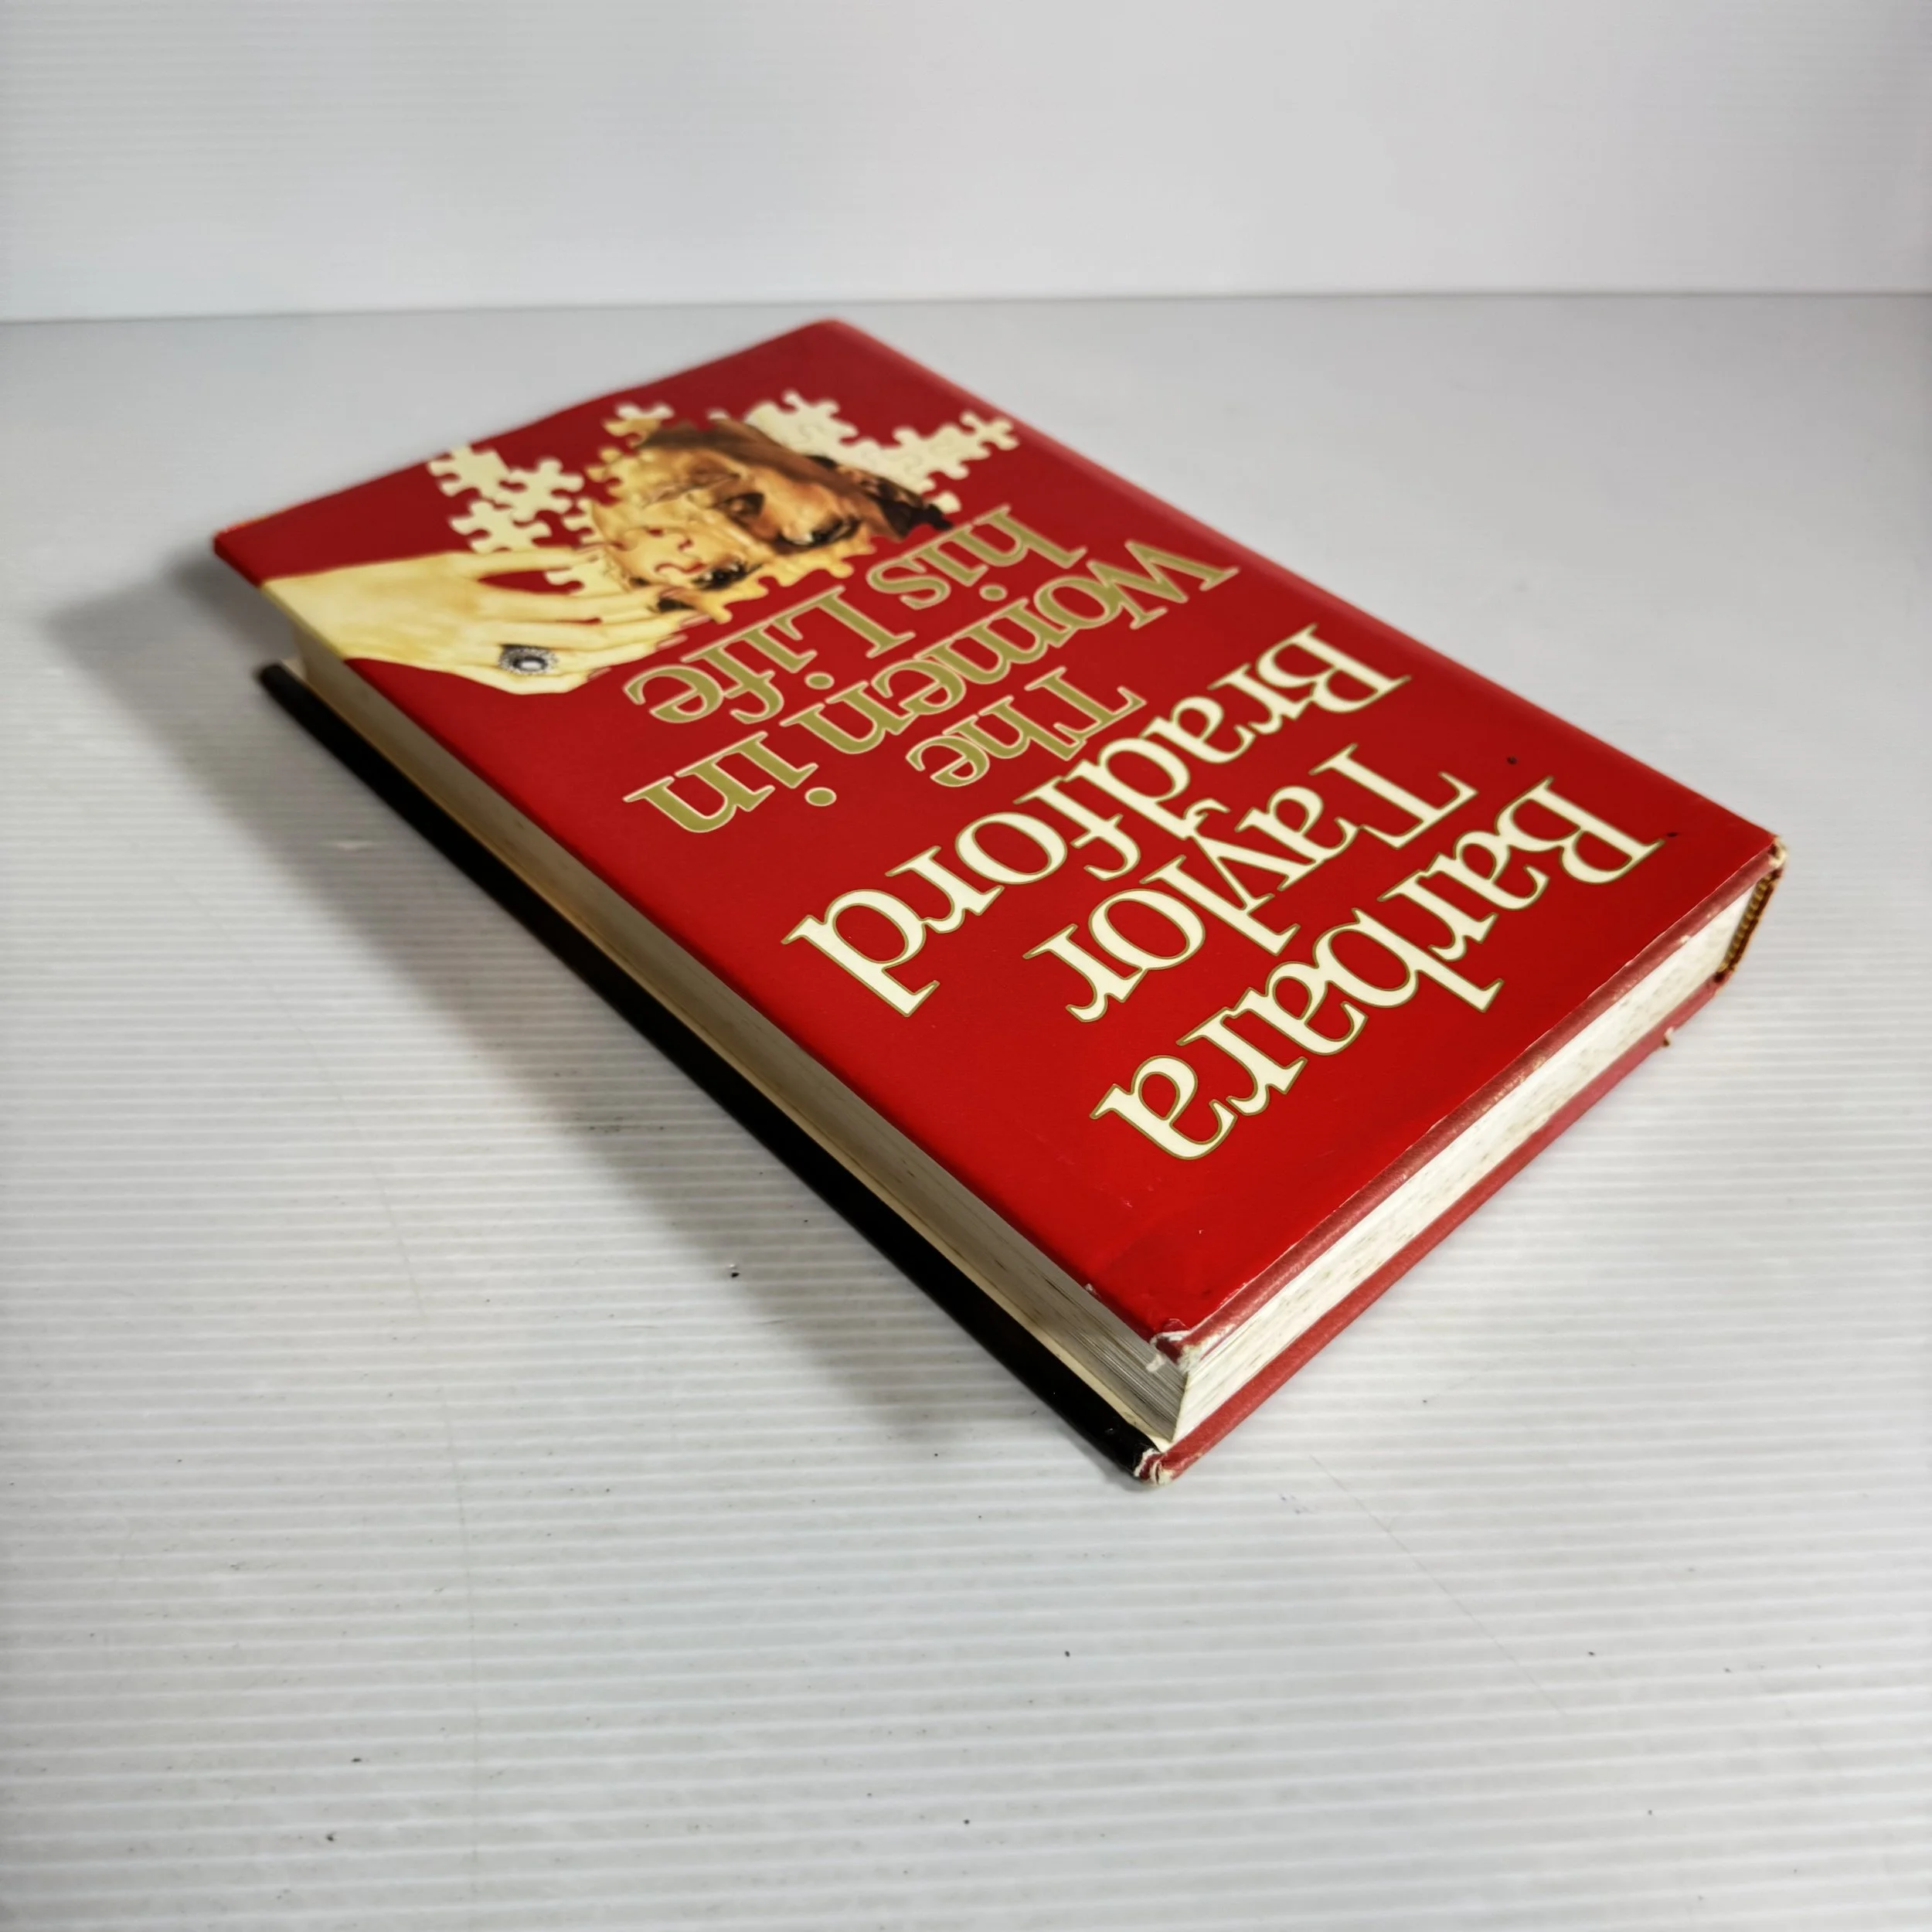 Barbara
Taylor
Bradford
The
Women in
his Life